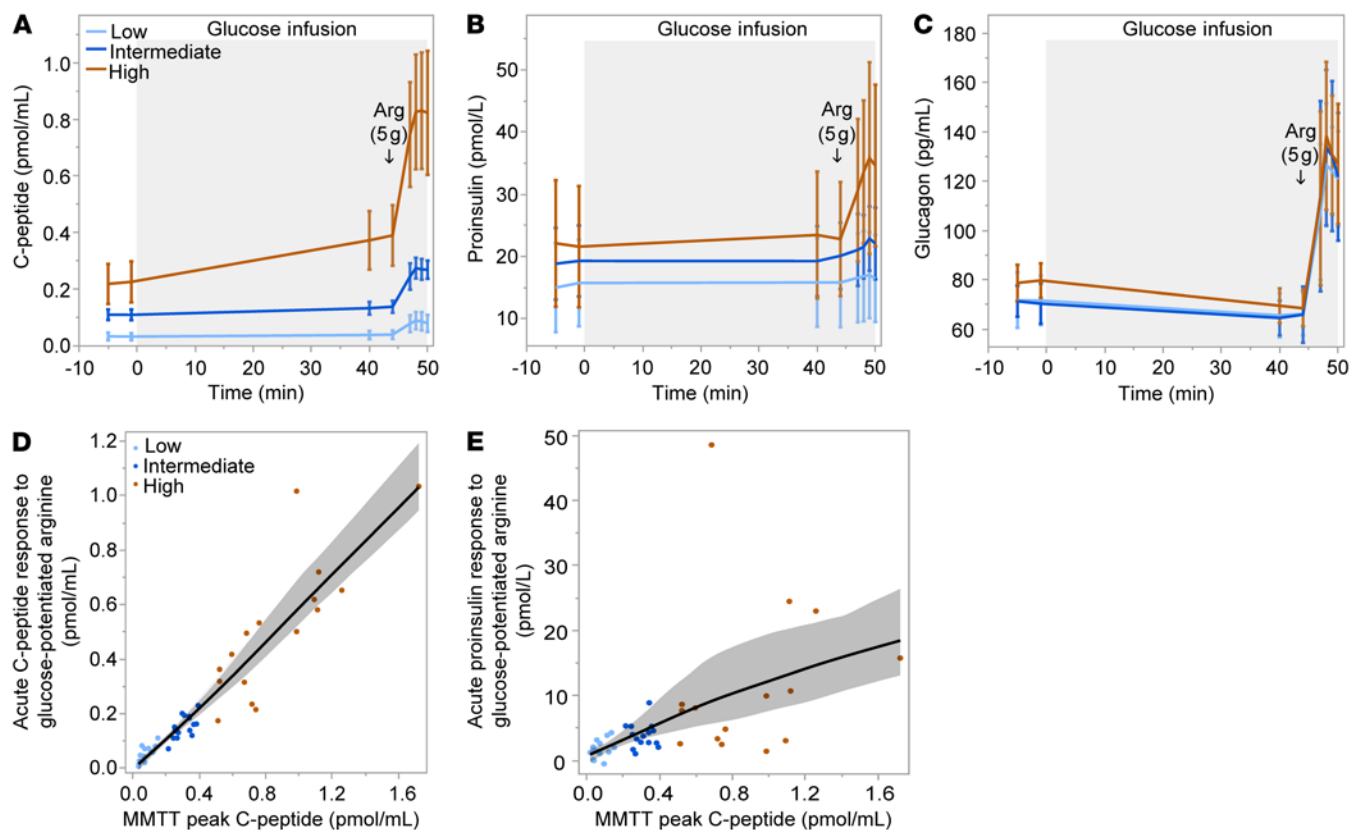 A
Glucose infusion
Low
Intermediate
High
Arg
(5 g)
↓
C-peptide (pmol/mL)
1.0
0.8
0.6
0.4
0.2
0.0
-10 0 10 20 30 40 50
Time (min)
B
Glucose infusion
Arg
(5 g)
↓
Proinsulin (pmol/L)
50
40
30
20
10
-10 0 10 20 30 40 50
Time (min)
C
Glucose infusion
Arg
(5 g)
↓
Glucagon (pg/mL)
180
160
140
120
100
80
60
-10 0 10 20 30 40 50
Time (min)
D
Low
Intermediate
High
Acute C-peptide response to
glucose-potentiated arginine
(pmol/mL)
1.2
1.0
0.8
0.6
0.4
0.2
0.0
0.0 0.4 0.8 1.2 1.6
MMTT peak C-peptide (pmol/mL)
E
Acute proinsulin response to
glucose-potentiated arginine
(pmol/L)
50
40
30
20
10
0
0.0 0.4 0.8 1.2 1.6
MMTT peak C-peptide (pmol/mL)